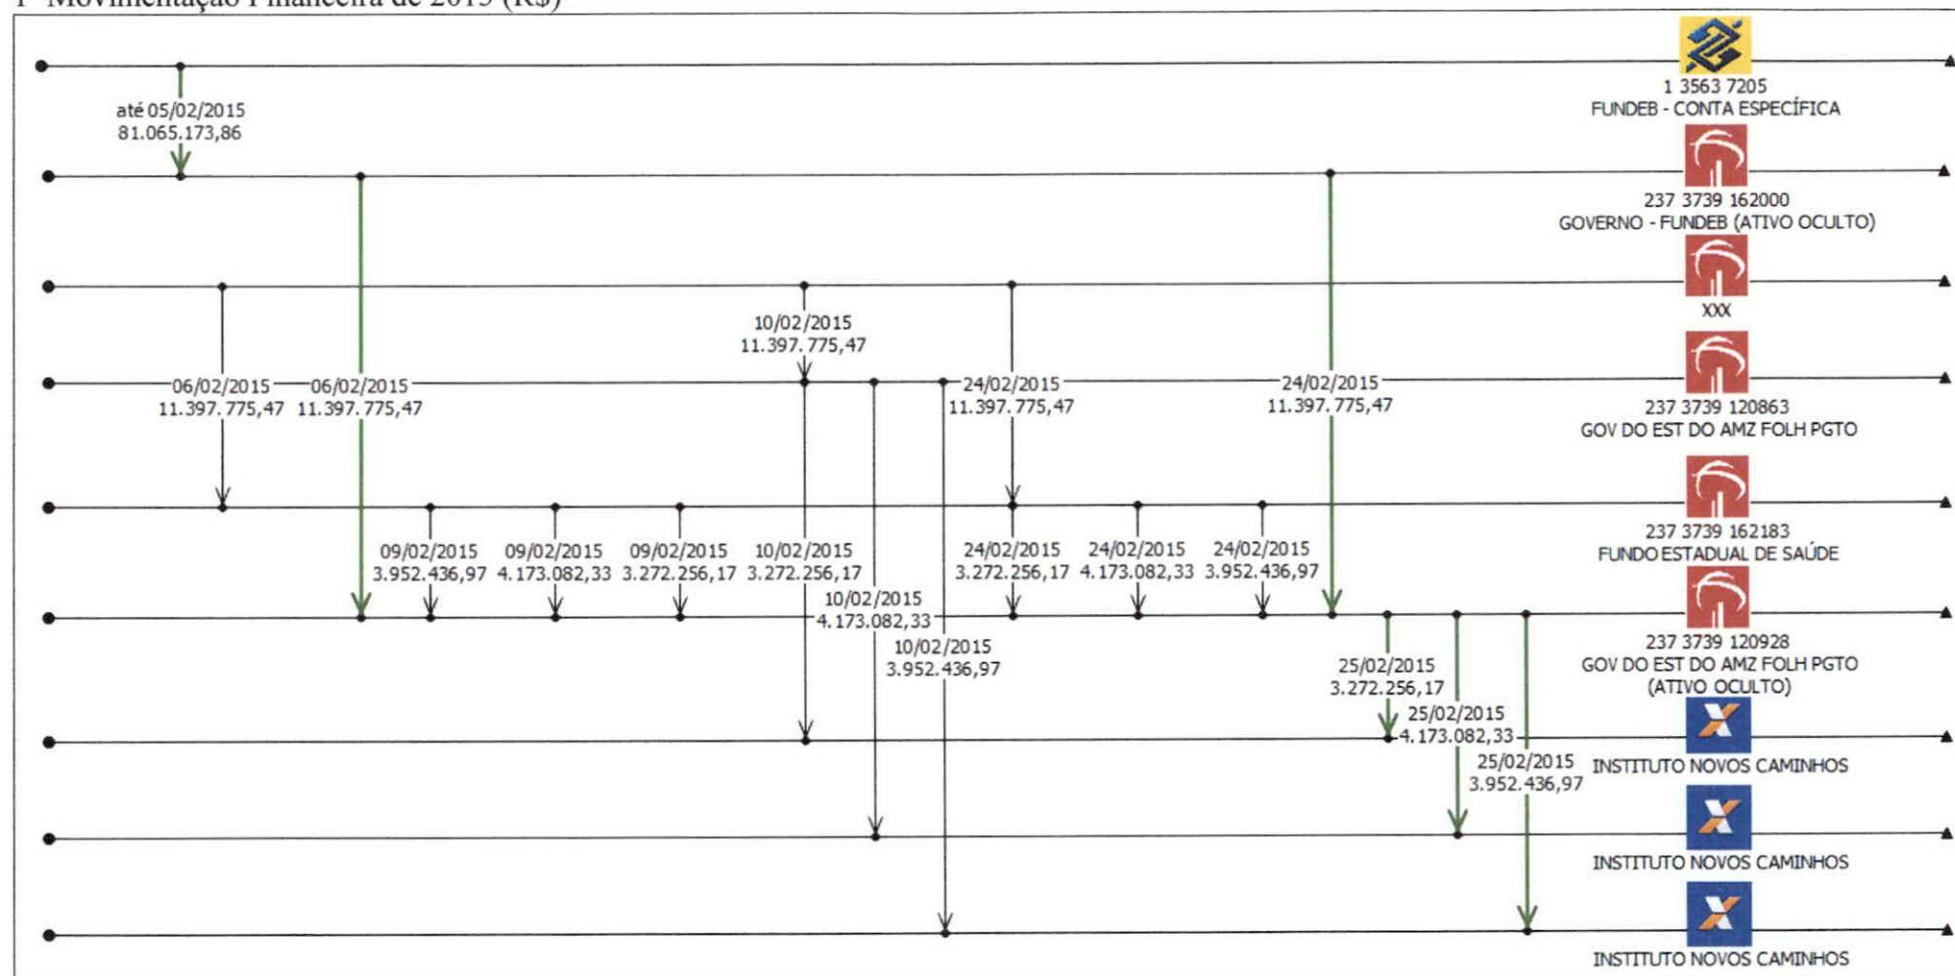 1ª Movimentação Financeira de 2015 (R$)
1 3563 7205
FUNDEB - CONTA ESPECÍFICA
até 05/02/2015
81.065.173,86
237 3739 162000
GOVERNO - FUNDEB (ATIVO OCULTO)
XXX
10/02/2015
11.397.775,47
06/02/2015
11.397.775,47
06/02/2015
11.397.775,47
24/02/2015
11.397.775,47
24/02/2015
11.397.775,47
237 3739 120863
GOV DO EST DO AMZ FOLH PGTO
237 3739 162183
FUNDO ESTADUAL DE SAÚDE
09/02/2015
3.952.436,97
09/02/2015
4.173.082,33
09/02/2015
3.272.256,17
10/02/2015
3.272.256,17
24/02/2015
3.272.256,17
24/02/2015
4.173.082,33
24/02/2015
3.952.436,97
10/02/2015
4.173.082,33
10/02/2015
3.952.436,97
237 3739 120928
GOV DO EST DO AMZ FOLH PGTO
(ATIVO OCULTO)
25/02/2015
3.272.256,17
25/02/2015
4.173.082,33
25/02/2015
3.952.436,97
INSTITUTO NOVOS CAMINHOS
INSTITUTO NOVOS CAMINHOS
INSTITUTO NOVOS CAMINHOS